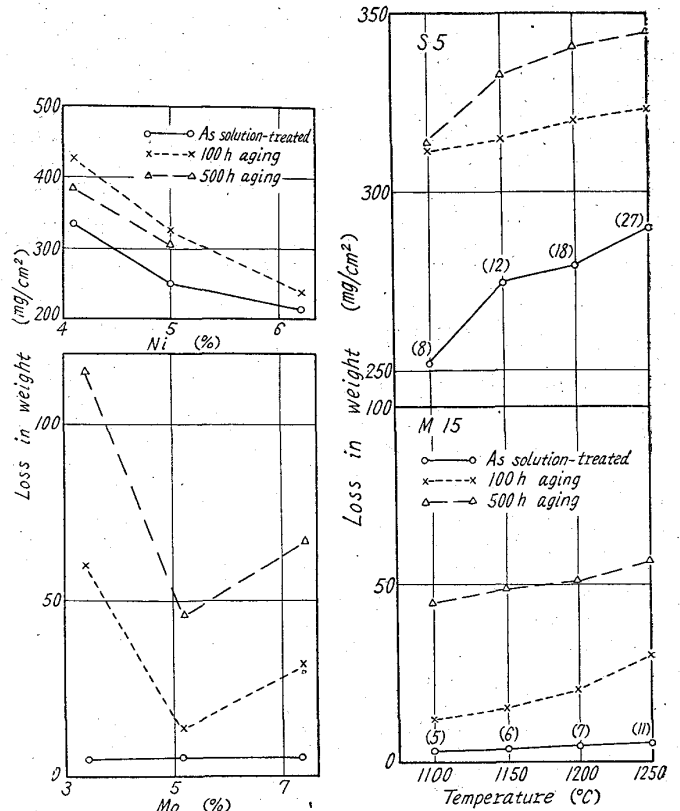 500
400
300
200
(mg/cm²)
As solution-treated
100 h aging
500 h aging
4
5
6
Ni (%)
Loss in weight
100
50
0
3
5
7
Mo (%)
350
S 5
300
(mg/cm²)
(8)
(12)
(18)
(27)
250
100
Loss in weight
M 15
As solution-treated
100 h aging
500 h aging
50
(5)
(6)
(7)
(11)
0
1100
1150
1200
1250
Temperature (°C)